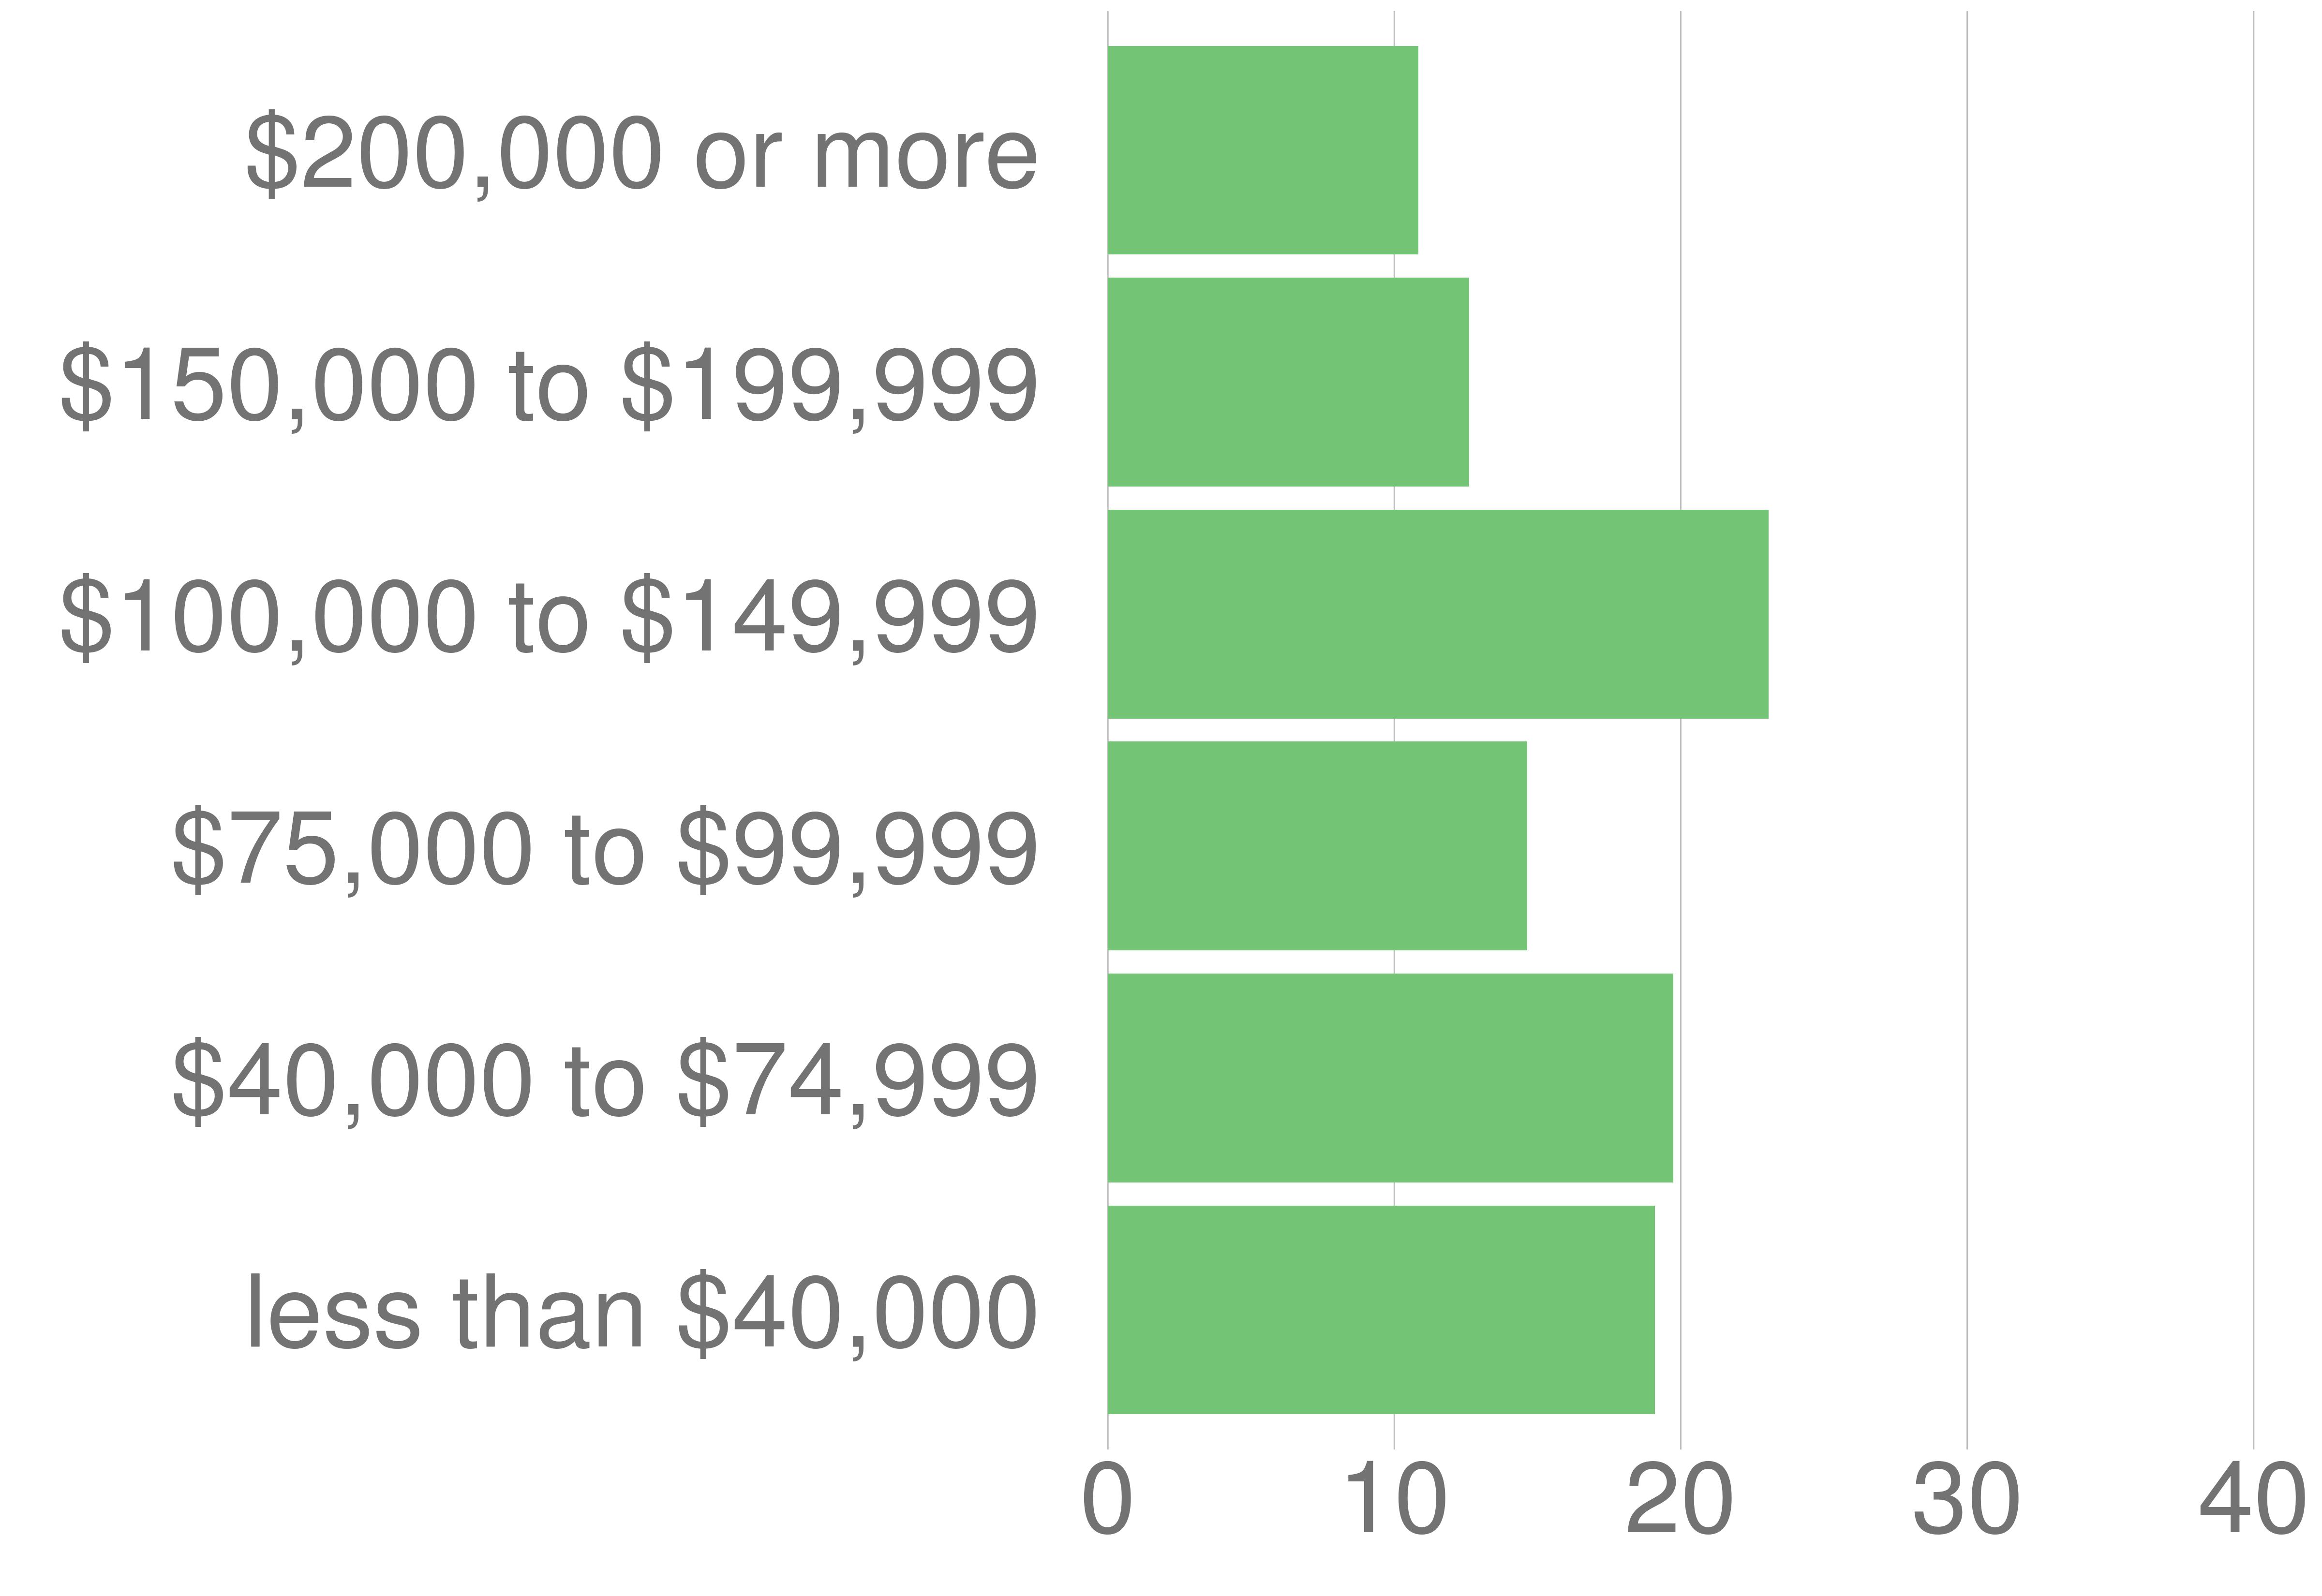 $200,000 or more
$150,000 to $199,999
$100,000 to $149,999
$75,000 to $99,999
$40,000 to $74,999
less than $40,000
0 10 20 30 40